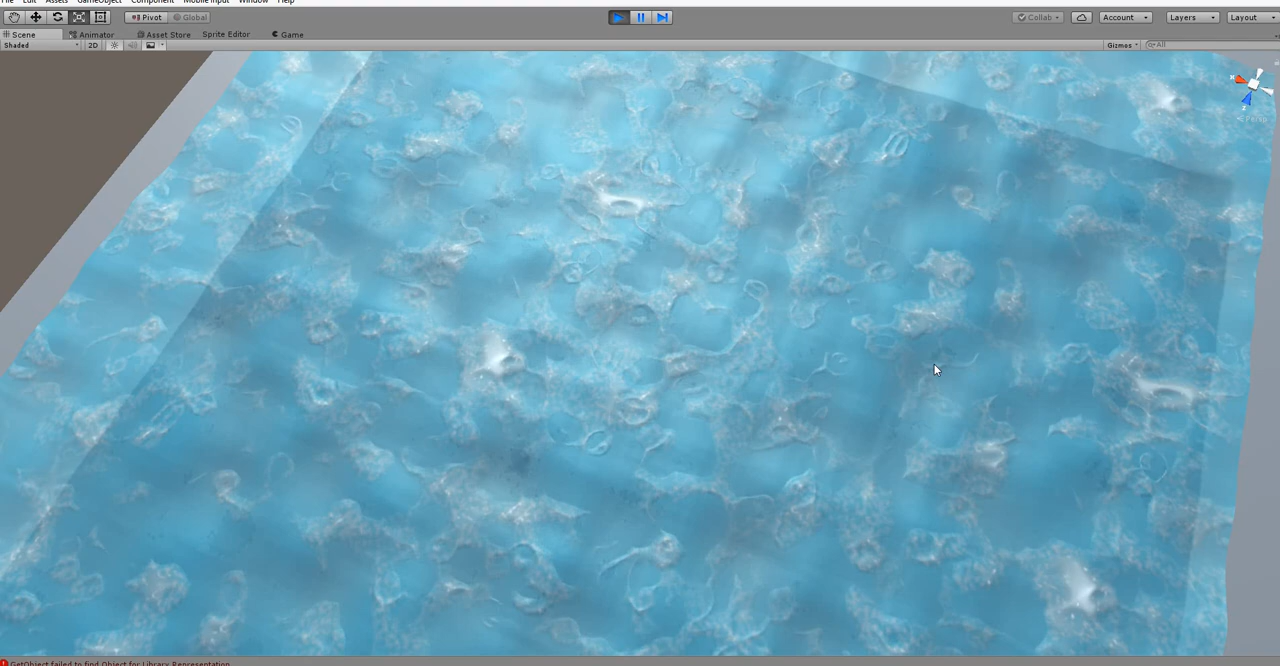 File Edit Assets GameObject Component Mobile Input Window Help
Pivot Global Collab Account Layers Layout
Scene Animator Asset Store Sprite Editor Game
Shaded 2D Gizmos All
Persp
GetObject failed to find Object for Library Representation